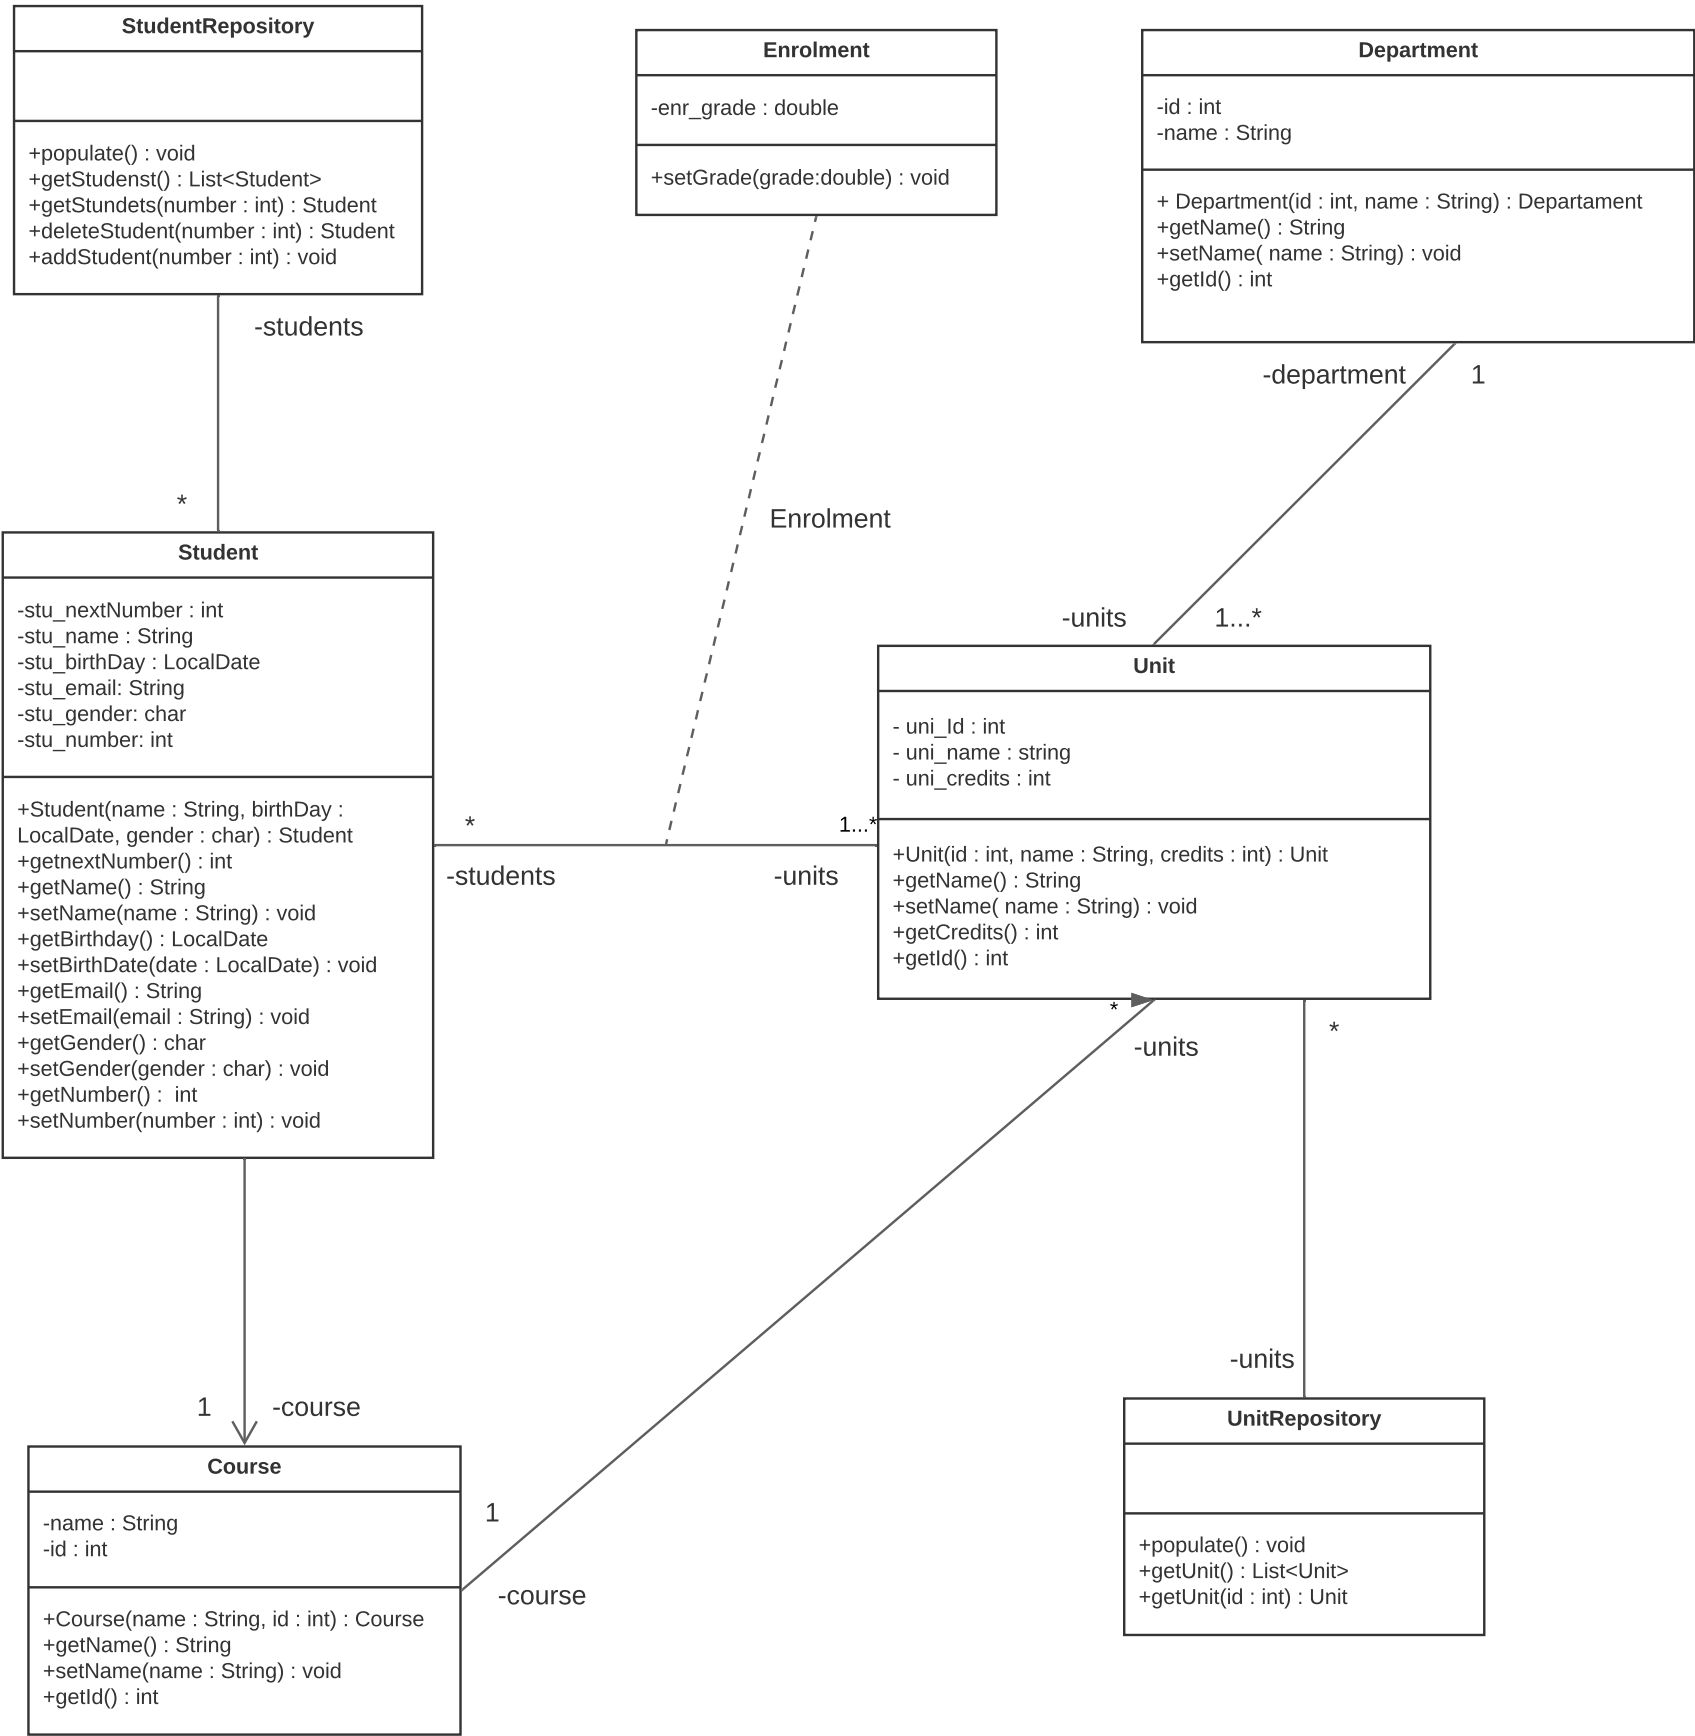 StudentRepository
+populate() : void
+getStudenst() : List<Student>
+getStundets(number : int) : Student
+deleteStudent(number : int) : Student
+addStudent(number : int) : void
Enrolment
-enr_grade : double
+setGrade(grade:double) : void
Department
-id : int
-name : String
+ Department(id : int, name : String) : Departament
+getName() : String
+setName( name : String) : void
+getId() : int
-students
*
-department
1
Enrolment
-units
1...*
Student
-stu_nextNumber : int
-stu_name : String
-stu_birthDay : LocalDate
-stu_email: String
-stu_gender: char
-stu_number: int
+Student(name : String, birthDay :
LocalDate, gender : char) : Student
+getnextNumber() : int
+getName() : String
+setName(name : String) : void
+getBirthday() : LocalDate
+setBirthDate(date : LocalDate) : void
+getEmail() : String
+setEmail(email : String) : void
+getGender() : char
+setGender(gender : char) : void
+getNumber() :  int
+setNumber(number : int) : void
*
-students
1...*
-units
Unit
- uni_Id : int
- uni_name : string
- uni_credits : int
+Unit(id : int, name : String, credits : int) : Unit
+getName() : String
+setName( name : String) : void
+getCredits() : int
+getId() : int
*
-units
*
-units
1
-course
Course
-name : String
-id : int
+Course(name : String, id : int) : Course
+getName() : String
+setName(name : String) : void
+getId() : int
1
-course
UnitRepository
+populate() : void
+getUnit() : List<Unit>
+getUnit(id : int) : Unit